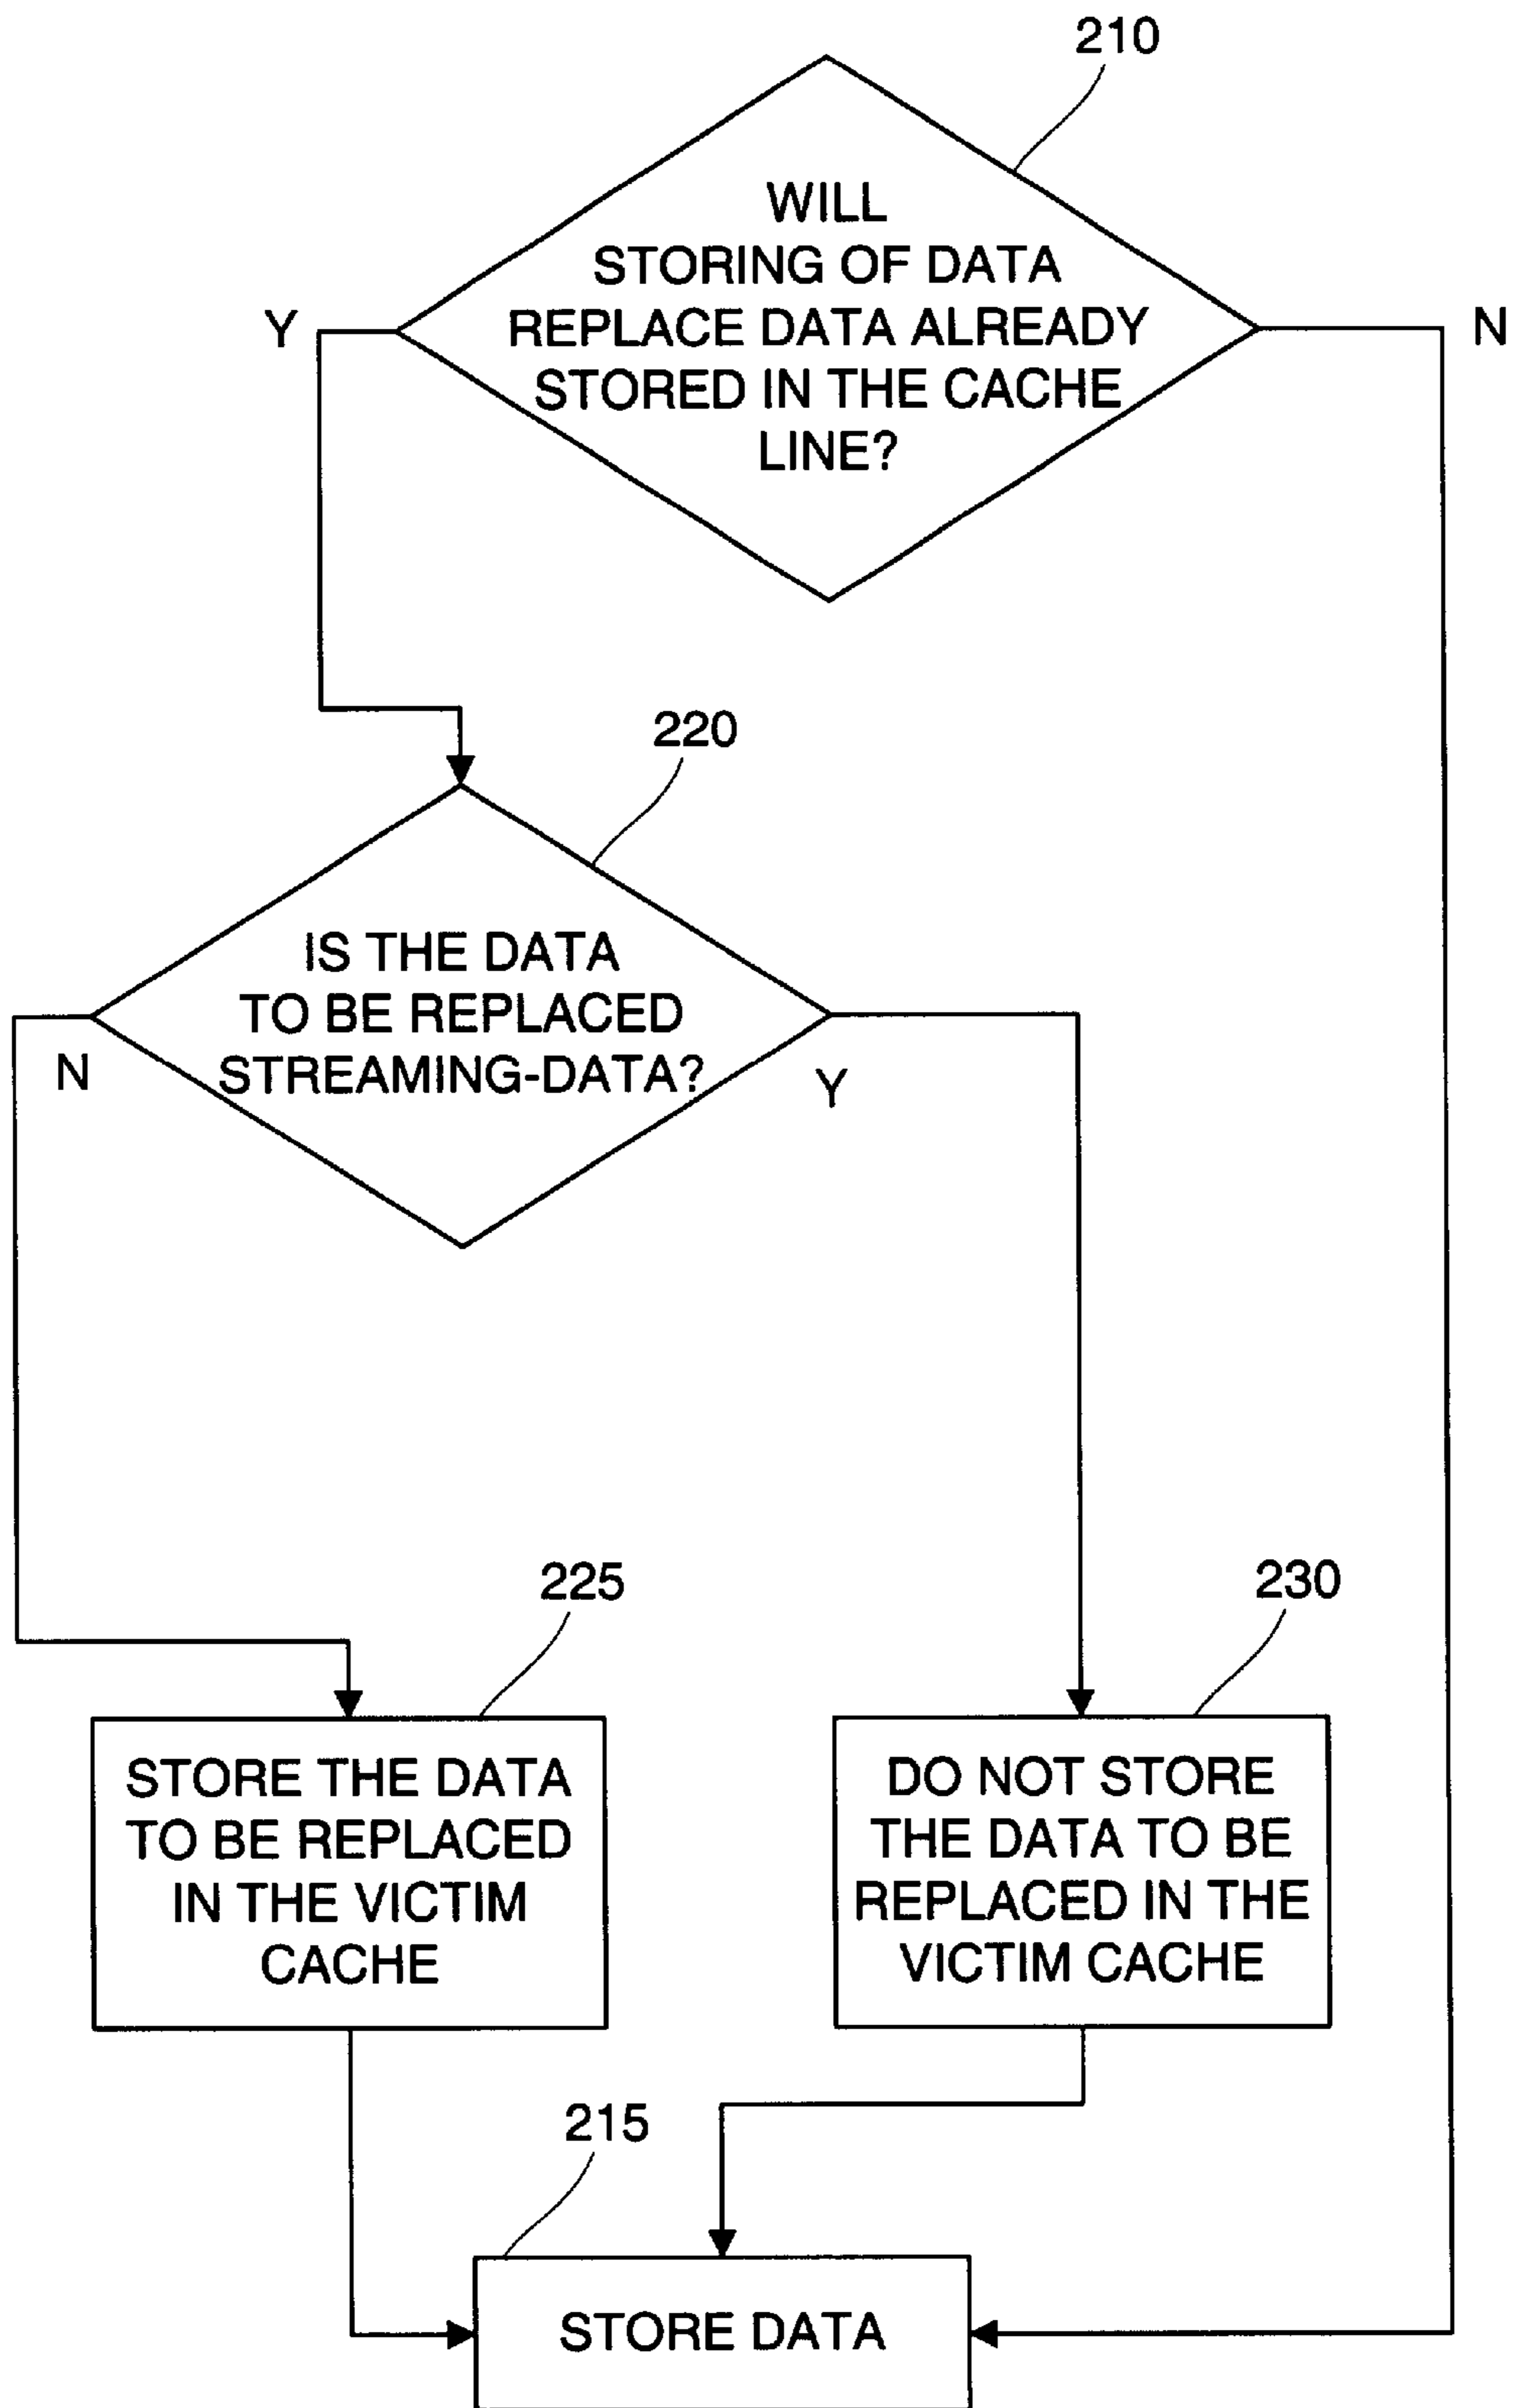 210
WILL
STORING OF DATA
REPLACE DATA ALREADY
STORED IN THE CACHE
LINE?
Y
N
220
IS THE DATA
TO BE REPLACED
STREAMING-DATA?
N
Y
225
STORE THE DATA
TO BE REPLACED
IN THE VICTIM
CACHE
230
DO NOT STORE
THE DATA TO BE
REPLACED IN THE
VICTIM CACHE
215
STORE DATA